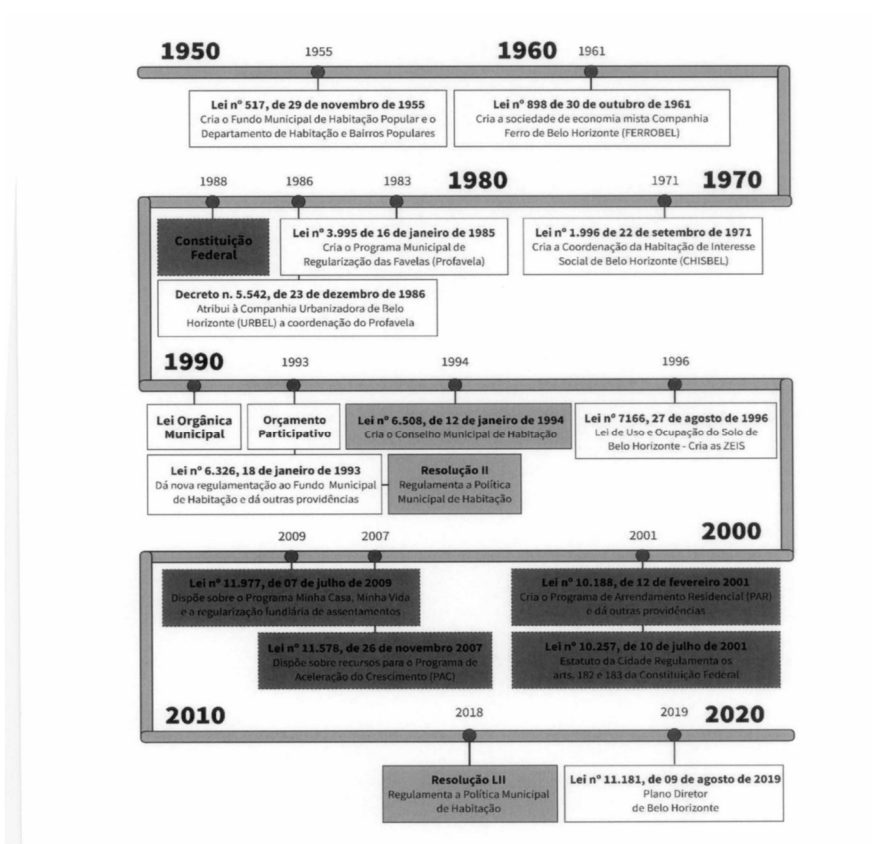 1950
1955
1960
1961
Lei nº 517, de 29 de novembro de 1955
Cria o Fundo Municipal de Habitação Popular e o
Departamento de Habitação e Bairros Populares
Lei nº 898 de 30 de outubro de 1961
Cria a sociedade de economia mista Companhia
Ferro de Belo Horizonte (FERROBEL)
1988
1986
1983
1980
1971
1970
Constituição
Federal
Lei nº 3.995 de 16 de janeiro de 1985
Cria o Programa Municipal de
Regularização das Favelas (Profavela)
Lei nº 1.996 de 22 de setembro de 1971
Cria a Coordenação da Habitação de Interesse
Social de Belo Horizonte (CHISBEL)
Decreto n. 5.542, de 23 de dezembro de 1986
Atribui à Companhia Urbanizadora de Belo
Horizonte (URBEL) a coordenação do Profavela
1990
1993
1994
1996
Lei Orgânica
Municipal
Orçamento
Participativo
Lei nº 6.508, de 12 de janeiro de 1994
Cria o Conselho Municipal de Habitação
Lei nº 7166, 27 de agosto de 1996
Lei de Uso e Ocupação do Solo de
Belo Horizonte - Cria as ZEIS
Lei nº 6.326, 18 de janeiro de 1993
Dá nova regulamentação ao Fundo Municipal
de Habitação e dá outras providências
Resolução II
Regulamenta a Política
Municipal de Habitação
2009
2007
2001
2000
Lei nº 11.977, de 07 de julho de 2009
Dispõe sobre o Programa Minha Casa, Minha Vida
e a regularização fundiária de assentamentos
Lei nº 10.188, de 12 de fevereiro 2001
Cria o Programa de Arrendamento Residencial (PAR)
e dá outras providências
Lei nº 11.578, de 26 de novembro 2007
Dispõe sobre recursos para o Programa de
Aceleração do Crescimento (PAC)
Lei nº 10.257, de 10 de julho de 2001
Estatuto da Cidade Regulamenta os
arts. 182 e 183 da Constituição Federal
2010
2018
2019
2020
Resolução LII
Regulamenta a Política Municipal
de Habitação
Lei nº 11.181, de 09 de agosto de 2019
Plano Diretor
de Belo Horizonte